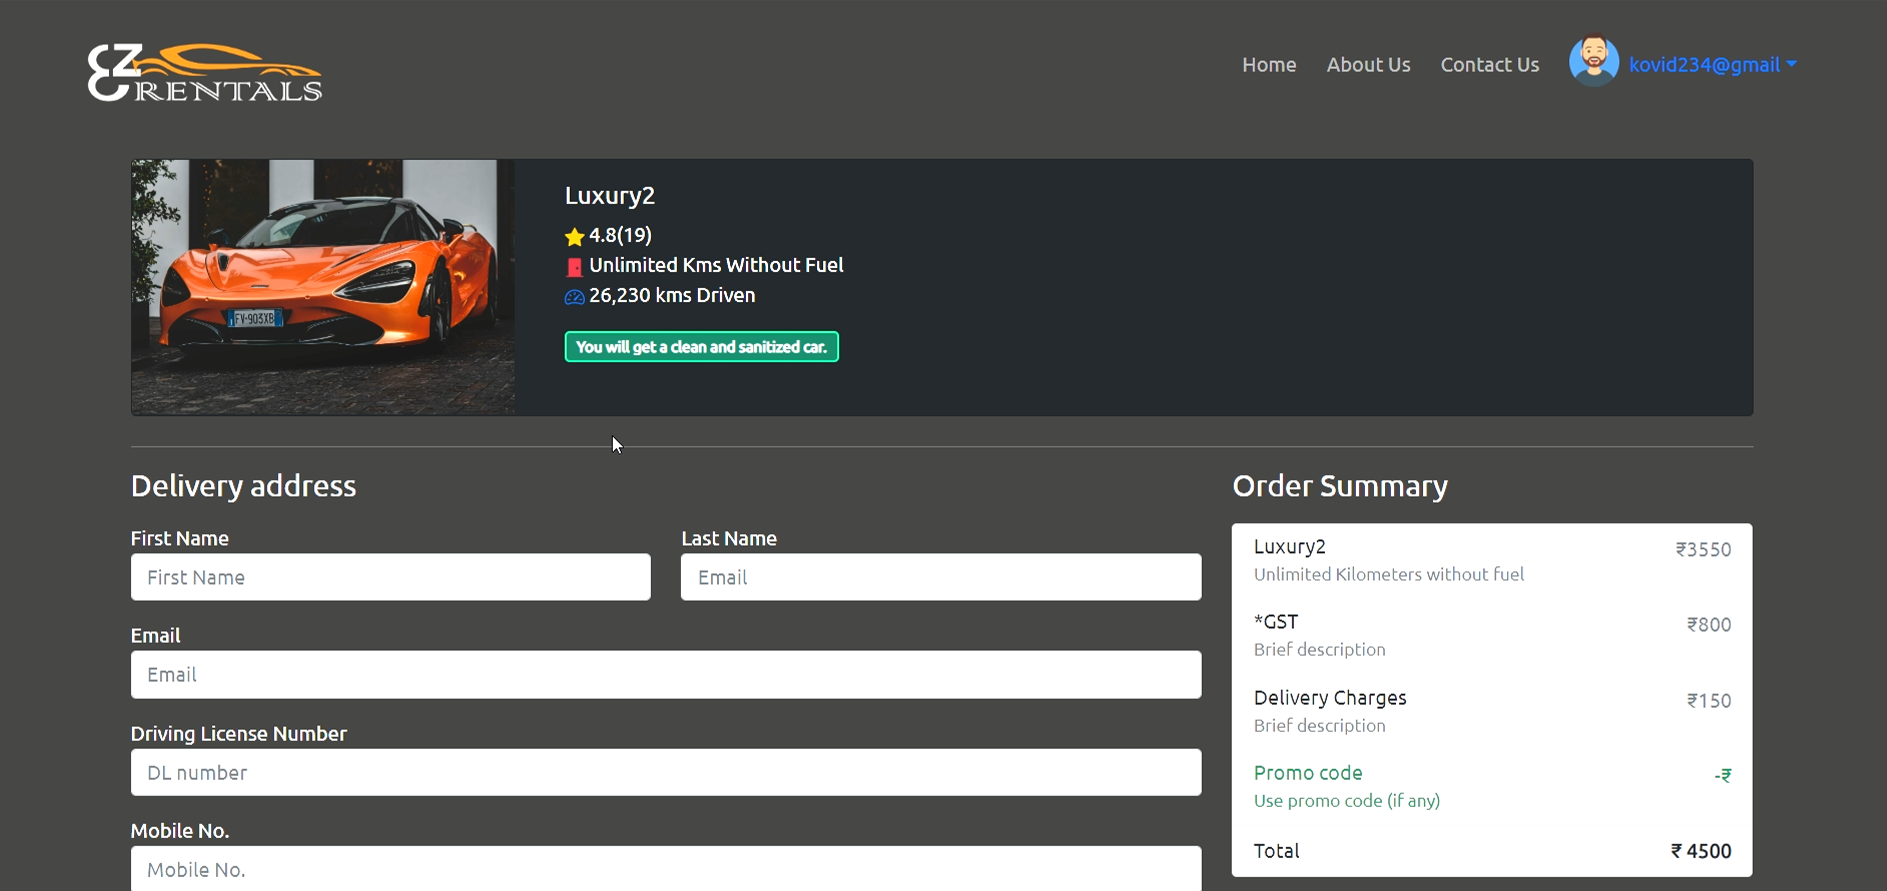 EZ
RENTALS
Home
About Us
Contact Us
kovid234@gmail
FV-903XB
Luxury2
4.8(19)
Unlimited Kms Without Fuel
26,230 kms Driven
You will get a clean and sanitized car.
Delivery address
First Name
Last Name
First Name
Email
Email
Email
Driving License Number
DL number
Mobile No.
Mobile No.
Order Summary
Luxury2
₹3550
Unlimited Kilometers without fuel
*GST
₹800
Brief description
Delivery Charges
₹150
Brief description
Promo code
-₹
Use promo code (if any)
Total
₹ 4500